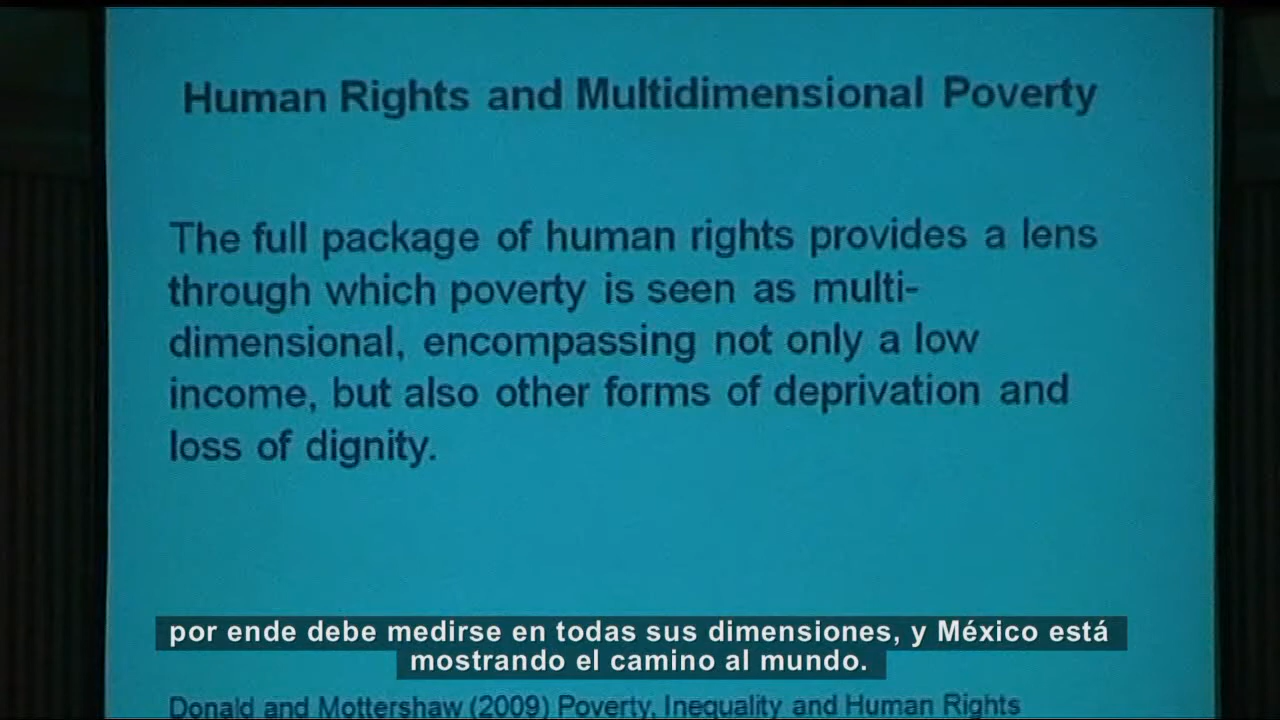 Human Rights and Multidimensional Poverty
The full package of human rights provides a lens
through which poverty is seen as multi-
dimensional, encompassing not only a low
income, but also other forms of deprivation and
loss of dignity.
por ende debe medirse en todas sus dimensiones, y México está
mostrando el camino al mundo.
Donald and Mottershaw (2009) Poverty, Inequality and Human Rights